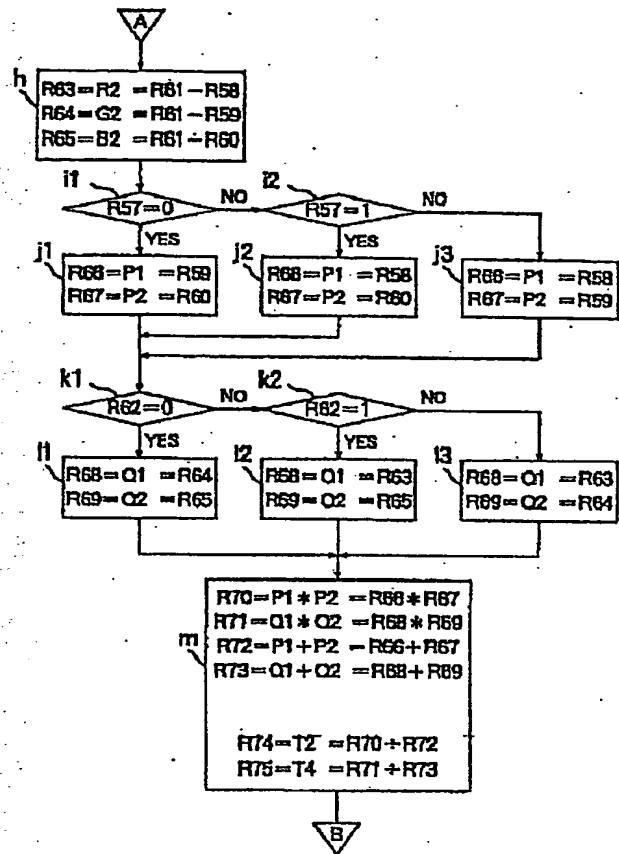 A
h
R63=R2 =R61-R58
R64=G2 =R61-R59
R65=B2 =R61-R60
i1
R57=0
NO
i2
R57=1
NO
YES
YES
j1
R66=P1 =R59
R67=P2 =R60
j2
R66=P1 =R58
R67=P2 =R60
j3
R66=P1 =R58
R67=P2 =R59
k1
R62=0
NO
k2
R62=1
NO
YES
YES
l1
R68=Q1 =R64
R69=Q2 =R65
l2
R68=Q1 =R63
R69=Q2 =R65
l3
R68=Q1 =R63
R69=Q2 =R64
m
R70=P1*P2 =R66*R67
R71=Q1*Q2 =R68*R69
R72=P1+P2 =R66+R67
R73=Q1+Q2 =R68+R69
R74=T2 =R70÷R72
R75=T4 =R71÷R73
B